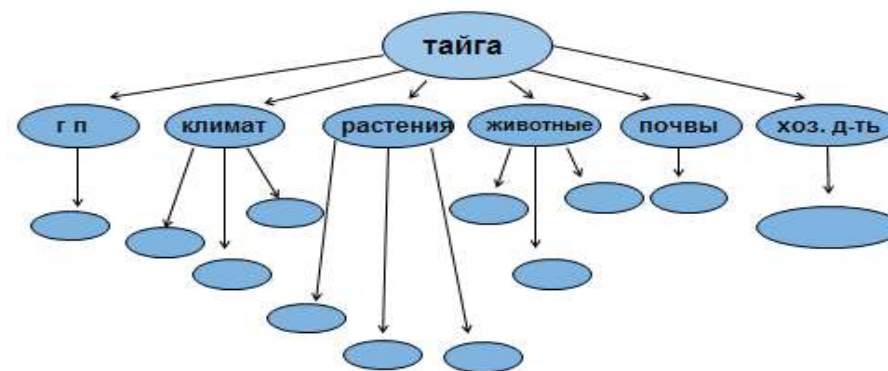 тайга
г п
климат
растения
животные
почвы
хоз. д-ть